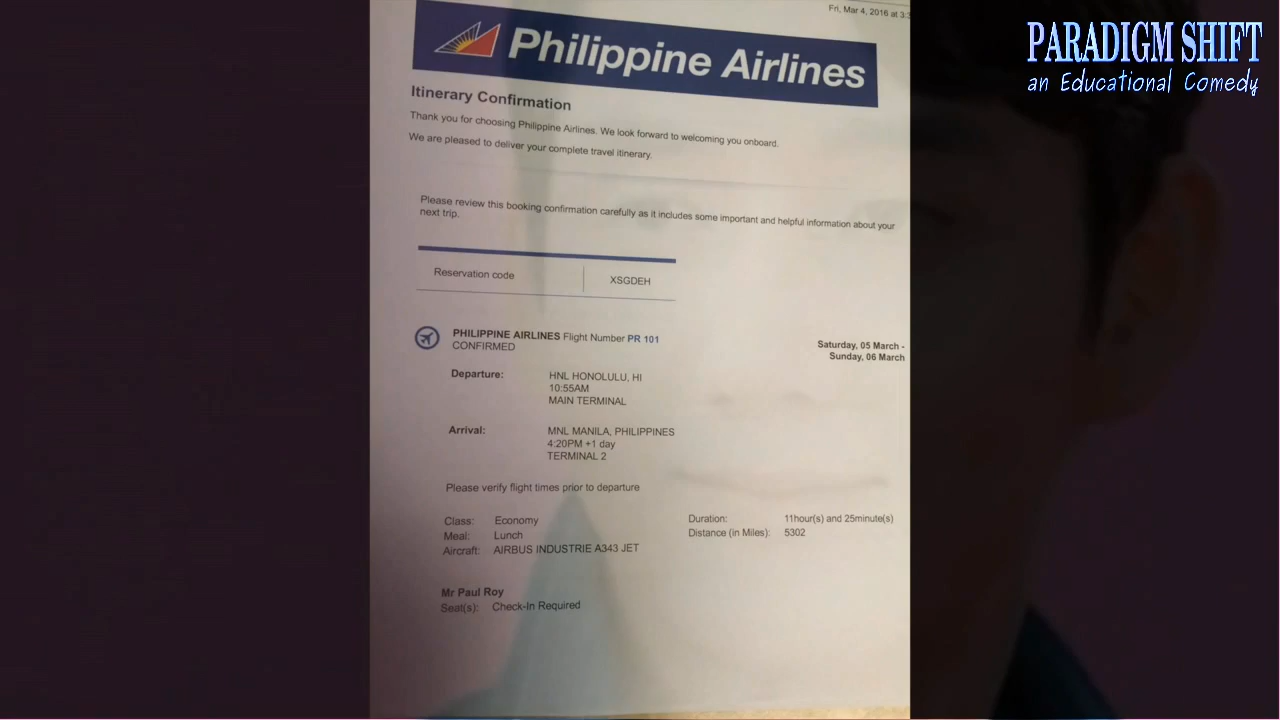 Fri, Mar 4, 2016 at 3:3
PARADIGM SHIFT
an Educational Comedy
Philippine Airlines
Itinerary Confirmation
Thank you for choosing Philippine Airlines. We look forward to welcoming you onboard.
We are pleased to deliver your complete travel itinerary.
Please review this booking confirmation carefully as it includes some important and helpful information about your
next trip.
Reservation code XSGDEH
PHILIPPINE AIRLINES Flight Number PR 101
CONFIRMED
Saturday, 05 March -
Sunday, 06 March
Departure: HNL HONOLULU, HI
10:55AM
MAIN TERMINAL
Arrival: MNL MANILA, PHILIPPINES
4:20PM +1 day
TERMINAL 2
Please verify flight times prior to departure
Class: Economy
Meal: Lunch
Aircraft: AIRBUS INDUSTRIE A343 JET
Duration: 11hour(s) and 25minute(s)
Distance (in Miles): 5302
Mr Paul Roy
Seat(s): Check-In Required